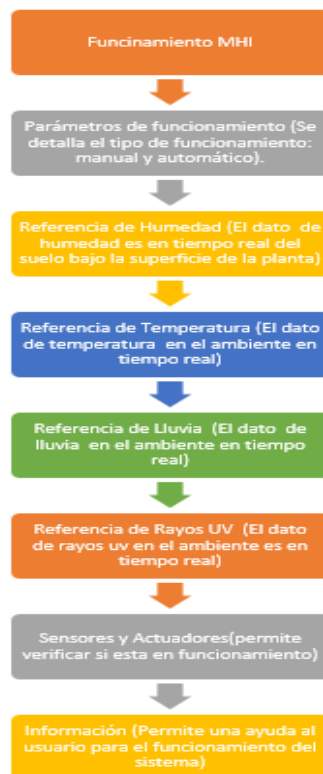 Funcinamiento MHI
Parámetros de funcionamiento (Se
detalla el tipo de funcionamiento:
manual y automático).
Referencia de Humedad (El dato de
humedad es en tiempo real del
suelo bajo la superficie de la planta)
Referencia de Temperatura (El dato
de temperatura en el ambiente en
tiempo real)
Referencia de Lluvia (El dato de
lluvia en el ambiente en tiempo
real)
Referencia de Rayos UV (El dato
de rayos uv en el ambiente es en
tiempo real)
Sensores y Actuadores(permite
verificar si esta en funcionamiento)
Información (Permite una ayuda al
usuario para el funcionamiento del
sistema)